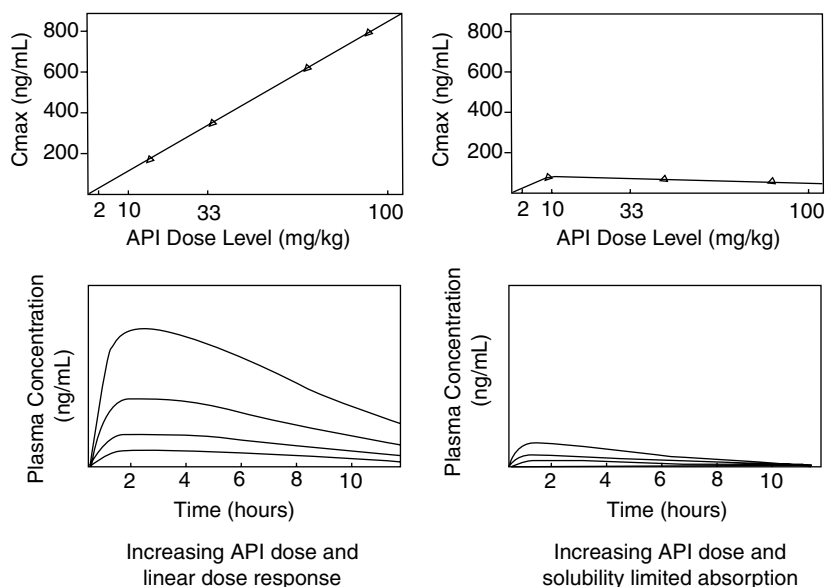 Cmax (ng/mL)
800
600
400
200
2 10 33 100
API Dose Level (mg/kg)
Cmax (ng/mL)
800
600
400
200
2 10 33 100
API Dose Level (mg/kg)
Plasma Concentration
(ng/mL)
2 4 6 8 10
Time (hours)
Increasing API dose and
linear dose response
Plasma Concentration
(ng/mL)
2 4 6 8 10
Time (hours)
Increasing API dose and
solubility limited absorption